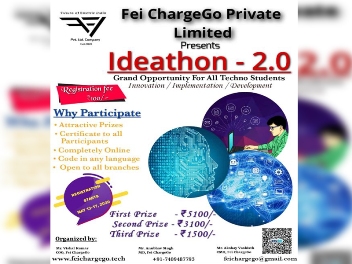 Fei ChargeGo Private
Limited
Presents
Ideathon - 2.0
Grand Opportunity For All Techno Students
Innovation / Implementation / Development
Registration fee
Why Participate
Attractive Prizes
Certificate to all
Participants
Completely Online
Code in any language
Open to all branches
REGISTRATION
STARTS
First Prize - ₹5100/-
Second Prize - ₹3100/-
Third Prize - ₹1500/-
Organized by:
www.feichargego.tech
feichargego@gmail.com